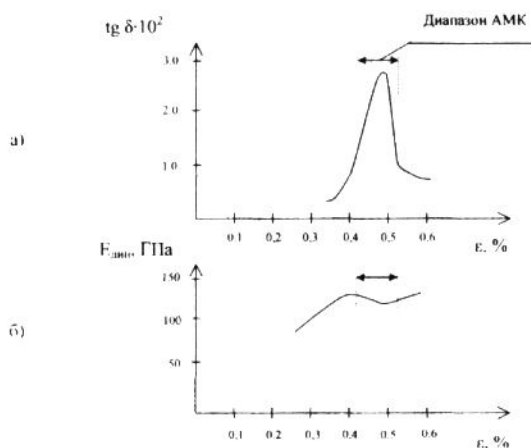 tg δ·10²
Диапазон АМК
3.0
2.0
а)
1.0
0.1 0.2 0.3 0.4 0.5 0.6
ε. %
Eдин, ГПа
150
100
б)
50
0.1 0.2 0.3 0,4 0.5 0.6
ε. %